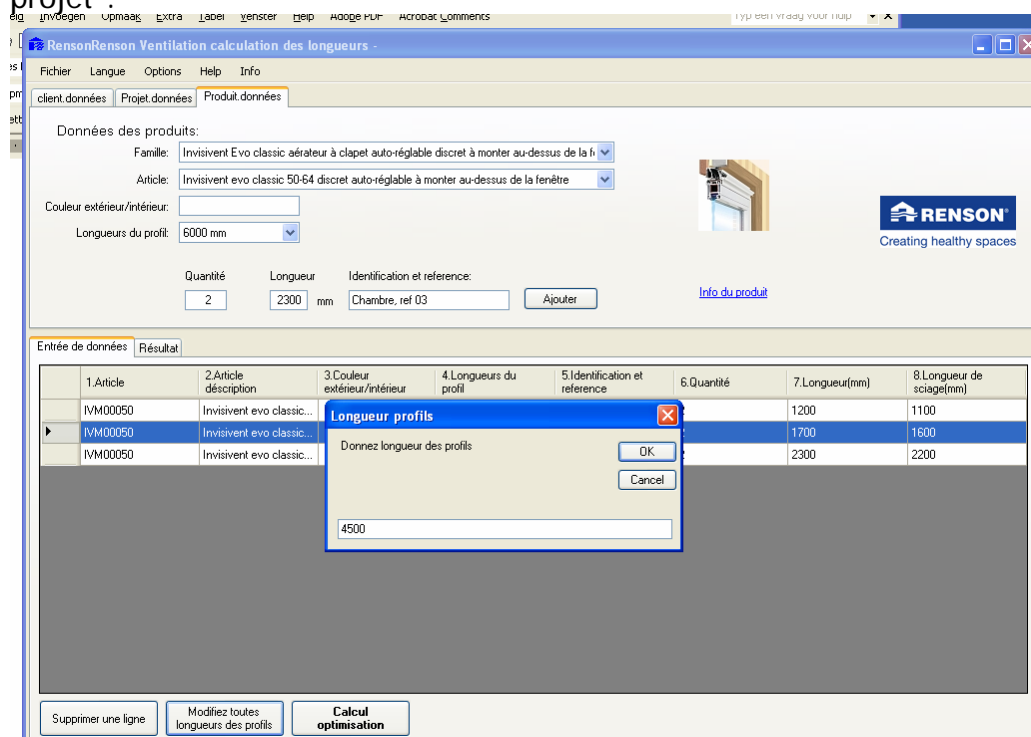 projet".
Invoegen Opmaak Extra Tabel Venster Help Adobe PDF Acrobat Comments Typ een vraag voor hulp
RensonRenson Ventilation calculation des longueurs -
Fichier Langue Options Help Info
client.données Projet.données Produit.données
Données des produits:
Famille: Invisivent Evo classic aérateur à clapet auto-réglable discret à monter au-dessus de la
Article: Invisivent evo classic 50-64 discret auto-réglable à monter au-dessus de la fenêtre
Couleur extérieur/intérieur:
RENSON
Longueurs du profil: 6000 mm
Creating healthy spaces
Quantité Longueur Identification et reference:
2 2300 mm Chambre, ref 03 Ajouter Info du produit
Entrée de données Résultat
1.Article 2.Article déscription 3.Couleur extérieur/intérieur 4.Longueurs du profil 5.Identification et reference 6.Quantité 7.Longueur(mm) 8.Longueur de sciage(mm)
IVM00050 Invisivent evo classic... 1200 1100
IVM00050 Invisivent evo classic... 1700 1600
IVM00050 Invisivent evo classic... 2300 2200
Longueur profils
Donnez longueur des profils
OK
Cancel
4500
Supprimer une ligne Modifiez toutes longueurs des profils Calcul optimisation